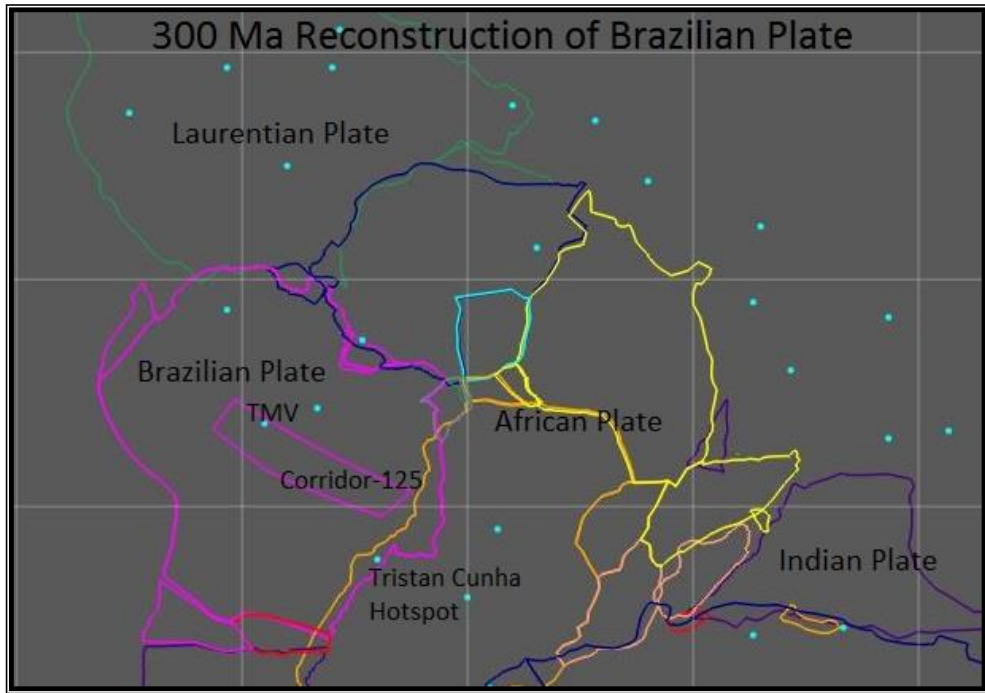 300 Ma Reconstruction of Brazilian Plate
Laurentian Plate
Brazilian Plate
TMV
African Plate
Corridor-125
Tristan Cunha
Hotspot
Indian Plate